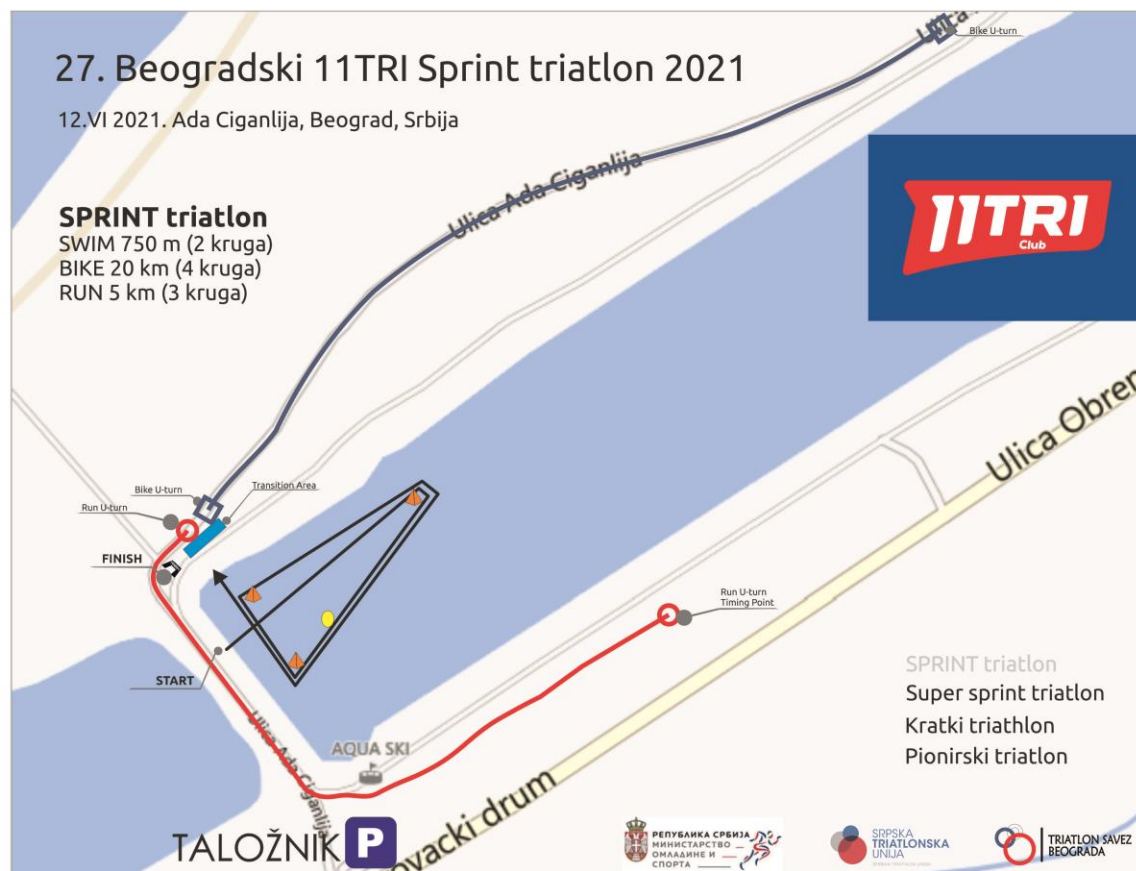 27. Beogradski 11TRI Sprint triatlon 2021
12.VI 2021. Ada Ciganlija, Beograd, Srbija
SPRINT triatlon
SWIM 750 m (2 kruga)
BIKE 20 km (4 kruga)
RUN 5 km (3 kruga)
Bike U-turn
Ulica Ada Ciganlija
11TRI
Club
Ulica Obren
Bike U-turn
Transition Area
Run U-turn
FINISH
START
Run U-turn
Timing Point
Ulica Ada Ciganlija
AQUA SKI
SPRINT triatlon
Super sprint triatlon
Kratki triathlon
Pionirski triatlon
ovacki drum
TALOŽNIK P
РЕПУБЛИКА СРБИЈА
МИНИСТАРСТВО
ОМЛАДИНЕ И
СПОРТА
SRPSKA
TRIATLONSKA
UNIJA
TRIATLON SAVEZ
BEOGRADA